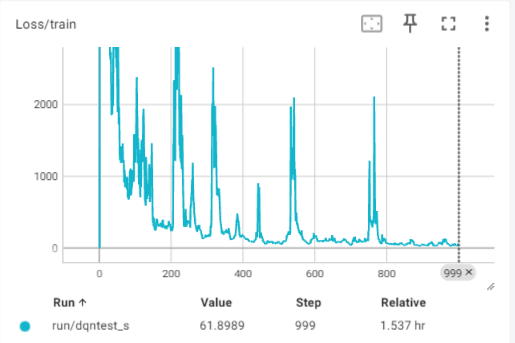 Loss/train
2000
1000
0
0 200 400 600 800 999
Run ↑ Value Step Relative
run/dqntest_s 61.8989 999 1.537 hr